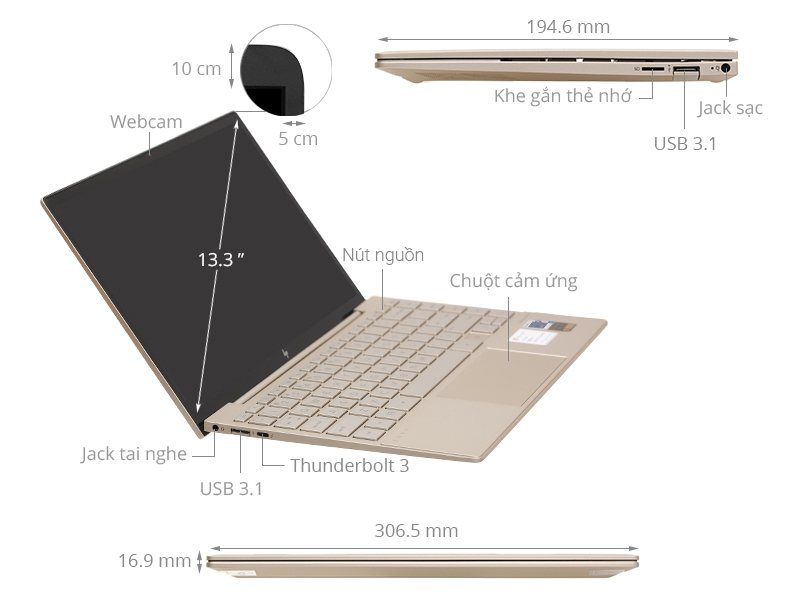 194.6 mm
10 cm
5 cm
Khe gắn thẻ nhớ
Jack sạc
USB 3.1
Webcam
13.3 ”
Nút nguồn
Chuột cảm ứng
Jack tai nghe
Thunderbolt 3
USB 3.1
306.5 mm
16.9 mm